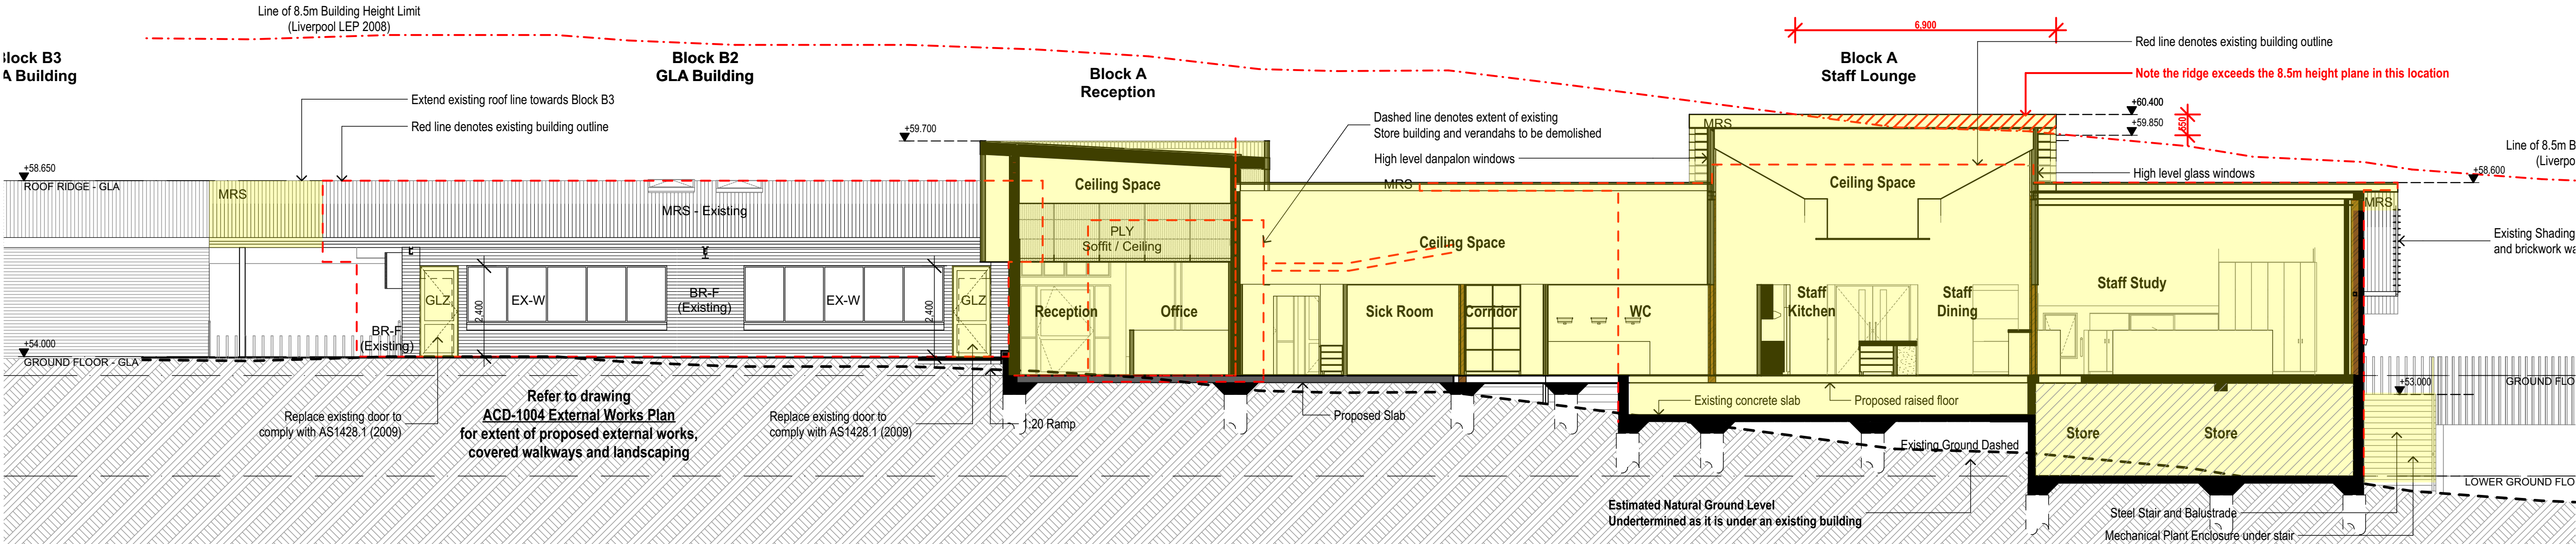 Line of 8.5m Building Height Limit
(Liverpool LEP 2008)
Block B3
A Building
Block B2
GLA Building
Block A
Reception
Block A
Staff Lounge
6.900
Red line denotes existing building outline
Note the ridge exceeds the 8.5m height plane in this location
Extend existing roof line towards Block B3
Red line denotes existing building outline
Dashed line denotes extent of existing
Store building and verandahs to be demolished
High level danpalon windows
+60.400
+59.850
550
+59.700
MRS
Line of 8.5m B
(Liverpo
High level glass windows
+58.650
ROOF RIDGE - GLA
MRS
MRS - Existing
Ceiling Space
MRS
Ceiling Space
+58,600
MRS
PLY
Soffit / Ceiling
Ceiling Space
Existing Shading
and brickwork wa
GLZ
2,400
EX-W
BR-F
(Existing)
EX-W
2,400
GLZ
Reception
Office
Sick Room
Corridor
WC
Staff
Kitchen
Staff
Dining
Staff Study
BR-F
(Existing)
+54.000
GROUND FLOOR - GLA
+53.000
GROUND FLO
Refer to drawing
ACD-1004 External Works Plan
for extent of proposed external works,
covered walkways and landscaping
Replace existing door to
comply with AS1428.1 (2009)
Replace existing door to
comply with AS1428.1 (2009)
1:20 Ramp
Proposed Slab
Existing concrete slab
Proposed raised floor
Existing Ground Dashed
Store
Store
LOWER GROUND FLO
Estimated Natural Ground Level
Undertermined as it is under an existing building
Steel Stair and Balustrade
Mechanical Plant Enclosure under stair